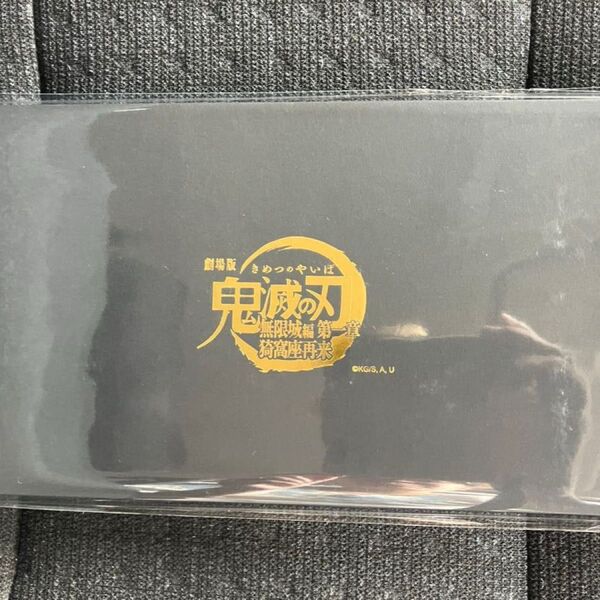 劇場版
きめつのやいば
鬼滅の刃
無限城編 第一章
猗窩座再来
©KG/S, A, U